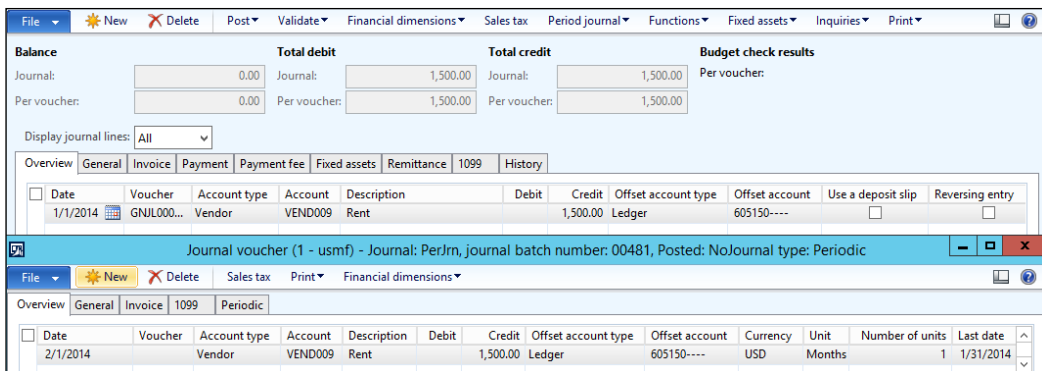 File New Delete Post Validate Financial dimensions Sales tax Period journal Functions Fixed assets Inquiries Print
Balance Total debit Total credit Budget check results
Journal: 0.00 Journal: 1,500.00 Journal: 1,500.00 Per voucher:
Per voucher: 0.00 Per voucher: 1,500.00 Per voucher: 1,500.00
Display journal lines: All
Overview General Invoice Payment Payment fee Fixed assets Remittance 1099 History
Date Voucher Account type Account Description Debit Credit Offset account type Offset account Use a deposit slip Reversing entry
1/1/2014 GNJL000... Vendor VEND009 Rent 1,500.00 Ledger 605150----
Journal voucher (1 - usmf) - Journal: PerJrn, journal batch number: 00481, Posted: NoJournal type: Periodic
File New Delete Sales tax Print Financial dimensions
Overview General Invoice 1099 Periodic
Date Voucher Account type Account Description Debit Credit Offset account type Offset account Currency Unit Number of units Last date
2/1/2014 Vendor VEND009 Rent 1,500.00 Ledger 605150---- USD Months 1 1/31/2014